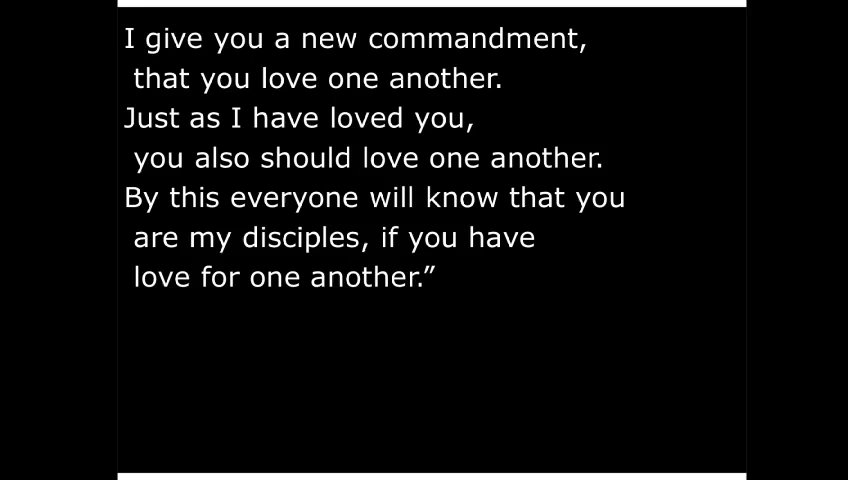 I give you a new commandment,
that you love one another.
Just as I have loved you,
you also should love one another.
By this everyone will know that you
are my disciples, if you have
love for one another.”